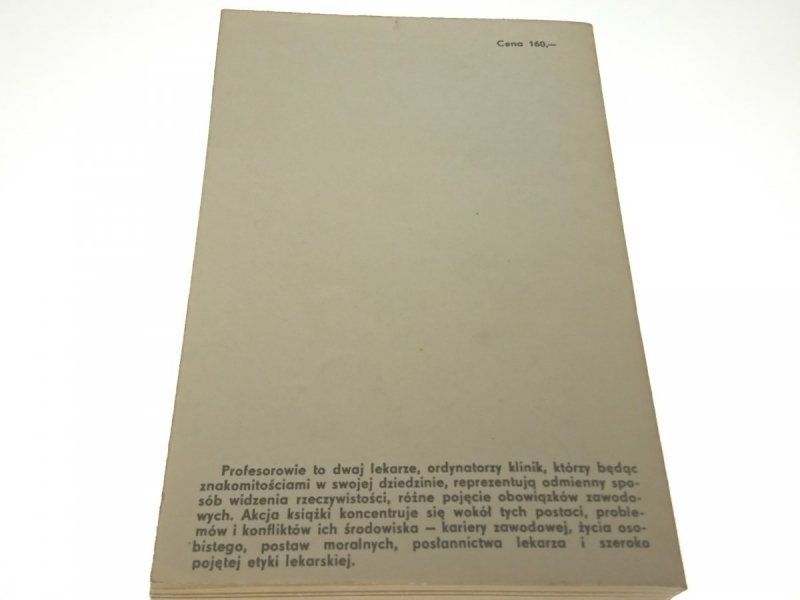 Cena 160,—
Profesorowie to dwaj lekarze, ordynatorzy klinik, którzy będąc
znakomitościami w swojej dziedzinie, reprezentują odmienny spo-
sób widzenia rzeczywistości, różne pojęcie obowiązków zawodo-
wych. Akcja książki koncentruje się wokół tych postaci, proble-
mów i konfliktów ich środowiska — kariery zawodowej, życia oso-
bistego, postaw moralnych, posłannictwa lekarza i szeroko
pojętej etyki lekarskiej.